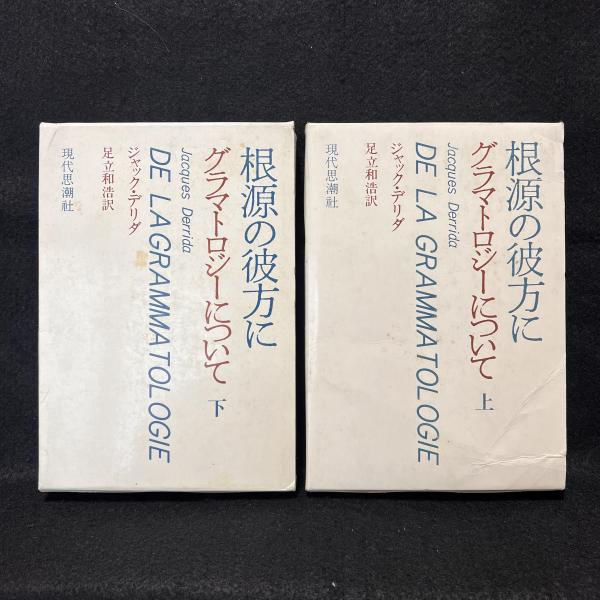 根源の彼方に
グラマトロジーについて 上
DE LA GRAMMATOLOGIE
Jacques Derrida
ジャック・デリダ
足立和浩訳
現代思潮社
根源の彼方に
グラマトロジーについて 下
DE LA GRAMMATOLOGIE
Jacques Derrida
ジャック・デリダ
足立和浩訳
現代思潮社